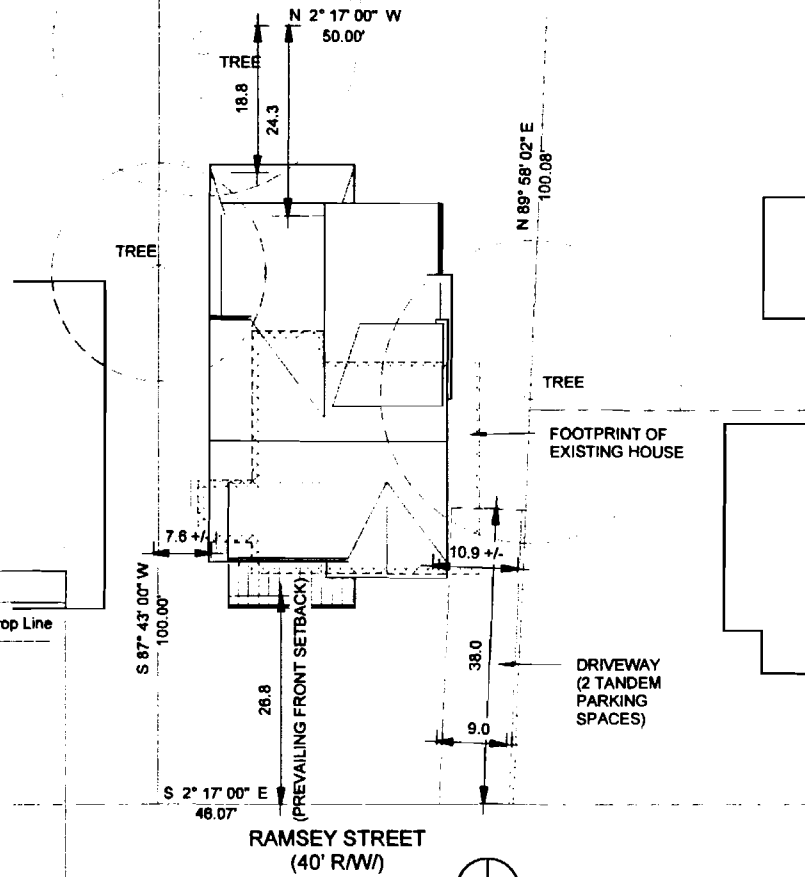 N 2° 17' 00" W
50.00'
TREE
18.8
24.3
N 89° 58' 02" E
100.08'
TREE
TREE
FOOTPRINT OF
EXISTING HOUSE
7.6 +/-
10.9 +/-
S 87° 43' 00" W
100.00'
op Line
26.8
(PREVAILING FRONT SETBACK)
38.0
DRIVEWAY
(2 TANDEM
PARKING
SPACES)
9.0
S 2° 17' 00" E
46.07'
RAMSEY STREET
(40' R/W/)